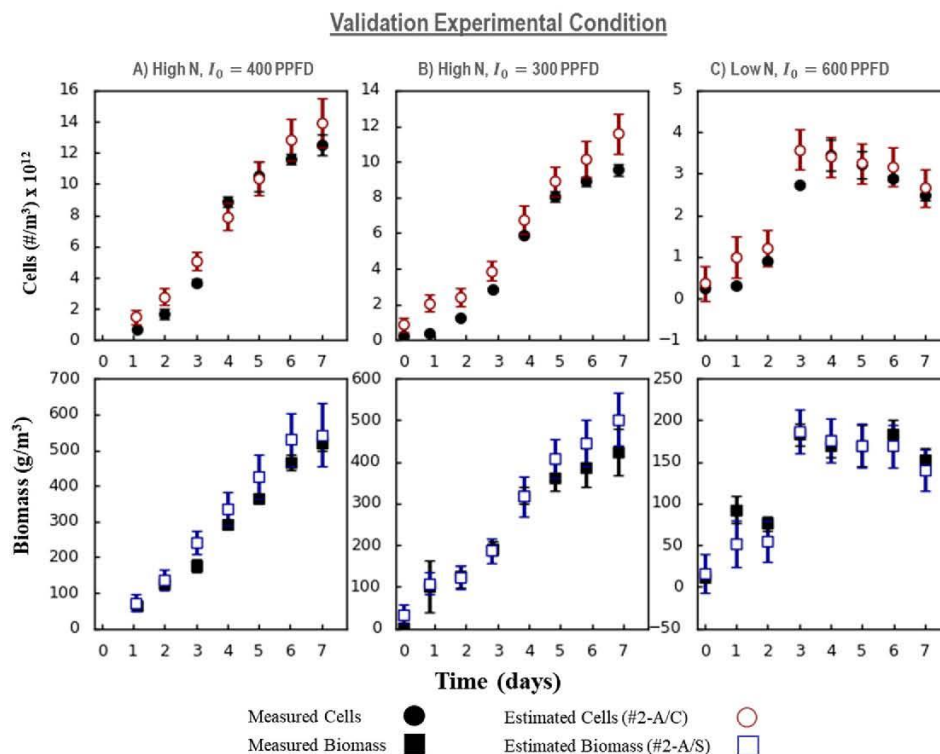 Validation Experimental Condition
A) High N, I₀ = 400 PPFD
B) High N, I₀ = 300 PPFD
C) Low N, I₀ = 600 PPFD
Cells (#/m³) x 10¹²
16
14
12
10
8
6
4
2
0
0 1 2 3 4 5 6 7
14
12
10
8
6
4
2
0
0 1 2 3 4 5 6 7
5
4
3
2
1
0
−1
0 1 2 3 4 5 6 7
Biomass (g/m³)
700
600
500
400
300
200
100
0
0 1 2 3 4 5 6 7
600
500
400
300
200
100
0
0 1 2 3 4 5 6 7
250
200
150
100
50
0
−50
0 1 2 3 4 5 6 7
Time (days)
Measured Cells
Estimated Cells (#2-A/C)
Measured Biomass
Estimated Biomass (#2-A/S)